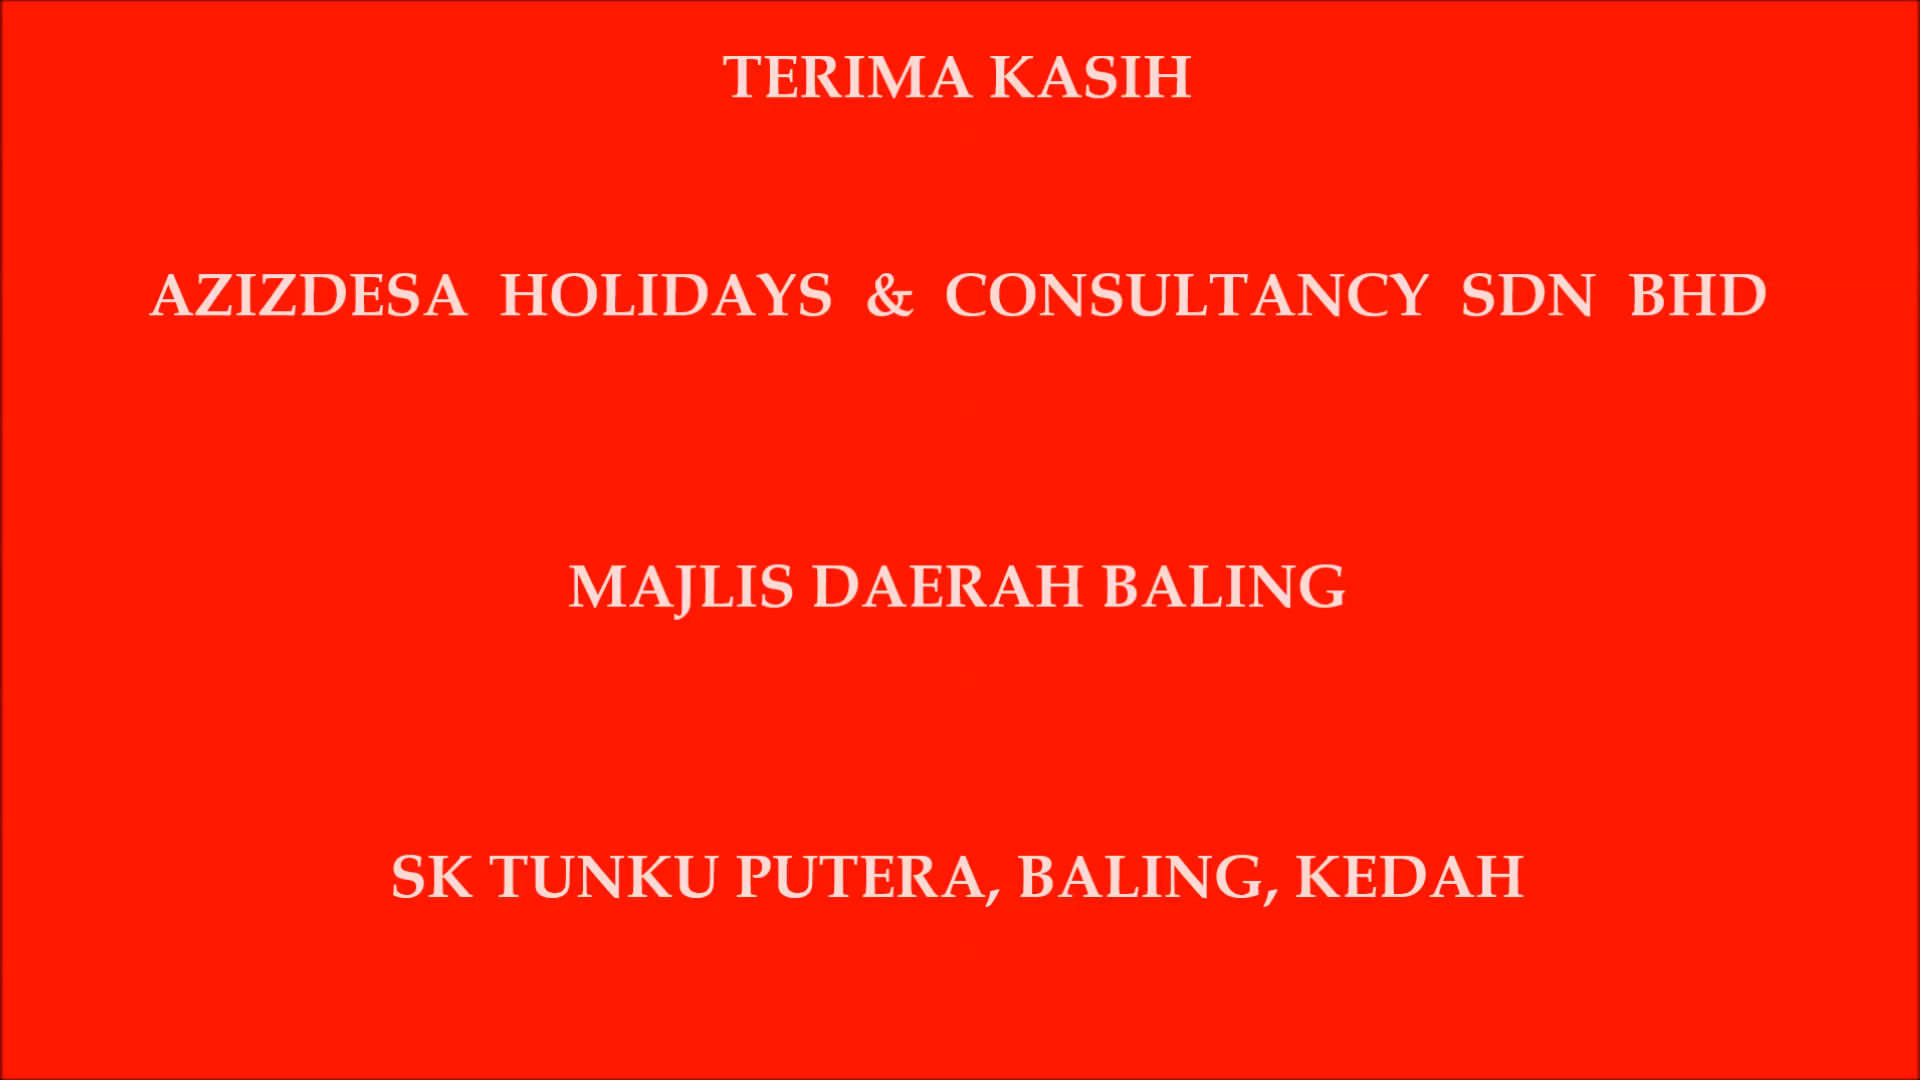 TERIMA KASIH
AZIZDESA HOLIDAYS & CONSULTANCY SDN BHD
MAJLIS DAERAH BALING
SK TUNKU PUTERA, BALING, KEDAH